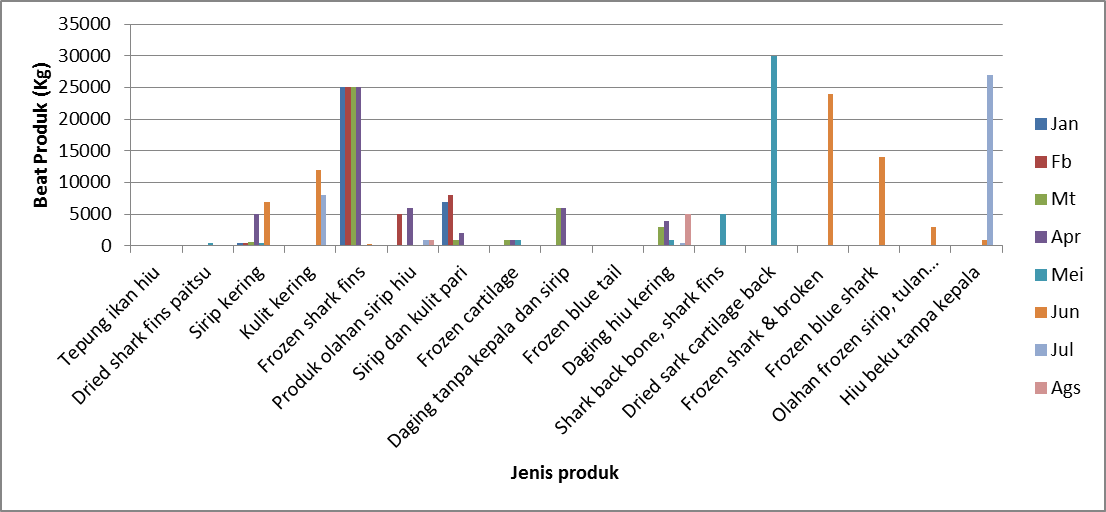 35000
30000
25000
20000
15000
10000
5000
0
Beat Produk (Kg)
Tepung ikan hiu
Dried shark fins paitsu
Sirip kering
Kulit kering
Frozen shark fins
Produk olahan sirip hiu
Sirip dan kulit pari
Frozen cartilage
Daging tanpa kepala dan sirip
Frozen blue tail
Daging hiu kering
Shark back bone, shark fins
Dried sark cartilage back
Frozen shark & broken
Frozen blue shark
Olahan frozen sirip, tulan...
Hiu beku tanpa kepala
Jenis produk
Jan
Fb
Mt
Apr
Mei
Jun
Jul
Ags